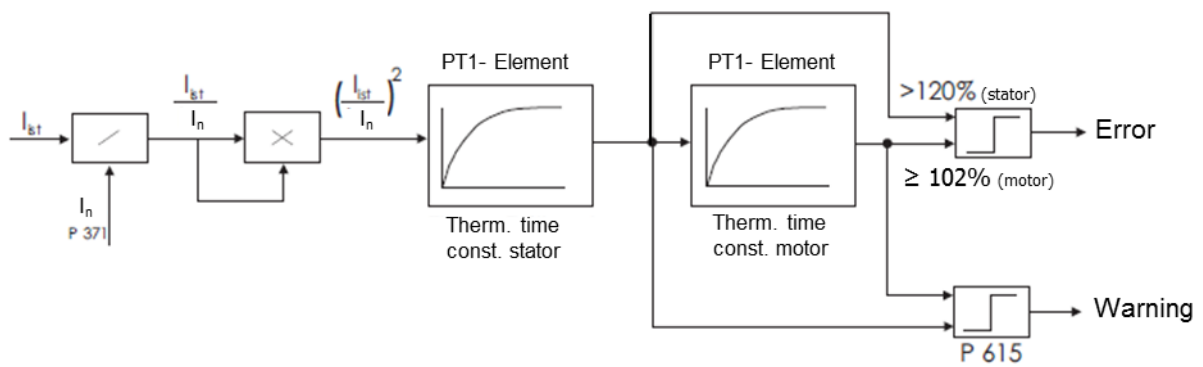 PT1- Element
PT1- Element
I_ist
I_ist
I_n
(I_ist / I_n)²
I_n
P 371
Therm. time
const. stator
Therm. time
const. motor
>120% (stator)
≥ 102% (motor)
Error
Warning
P 615